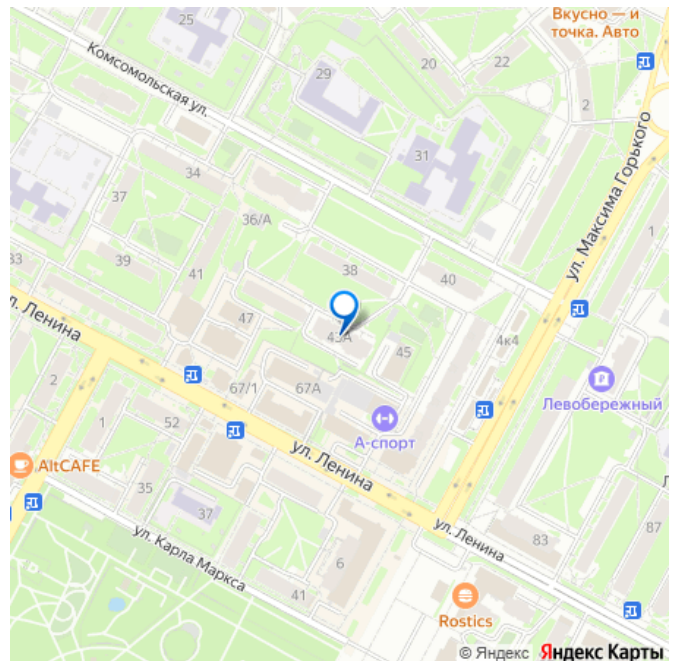 25
Вкусно — и
точка. Авто
Комсомольская ул.
29
20
22
2
31
ул. Максима Горького
34
37
36/А
1
33
39
41
38
40
47
43А
45
4к4
ул. Ленина
67/1
67А
Левобережный
2
1
52
А-спорт
ул. Ленина
AltCAFE
35
37
ул. Карла Маркса
6
41
ул. Ленина
83
87
Rostics
© Яндекс Яндекс Карты